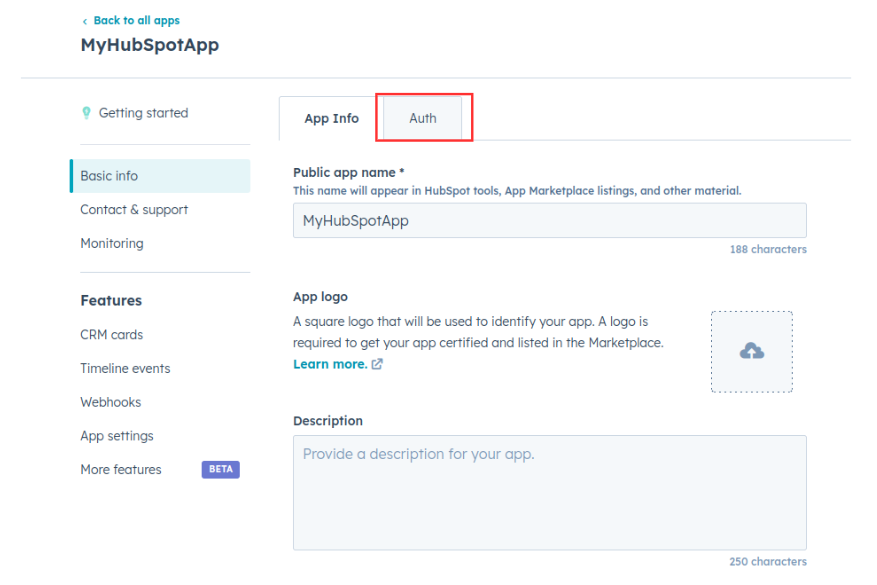 ‹ Back to all apps
MyHubSpotApp
Getting started
Basic info
Contact & support
Monitoring
Features
CRM cards
Timeline events
Webhooks
App settings
More features BETA
App Info Auth
Public app name *
This name will appear in HubSpot tools, App Marketplace listings, and other material.
MyHubSpotApp
188 characters
App logo
A square logo that will be used to identify your app. A logo is
required to get your app certified and listed in the Marketplace.
Learn more.
Description
Provide a description for your app.
250 characters